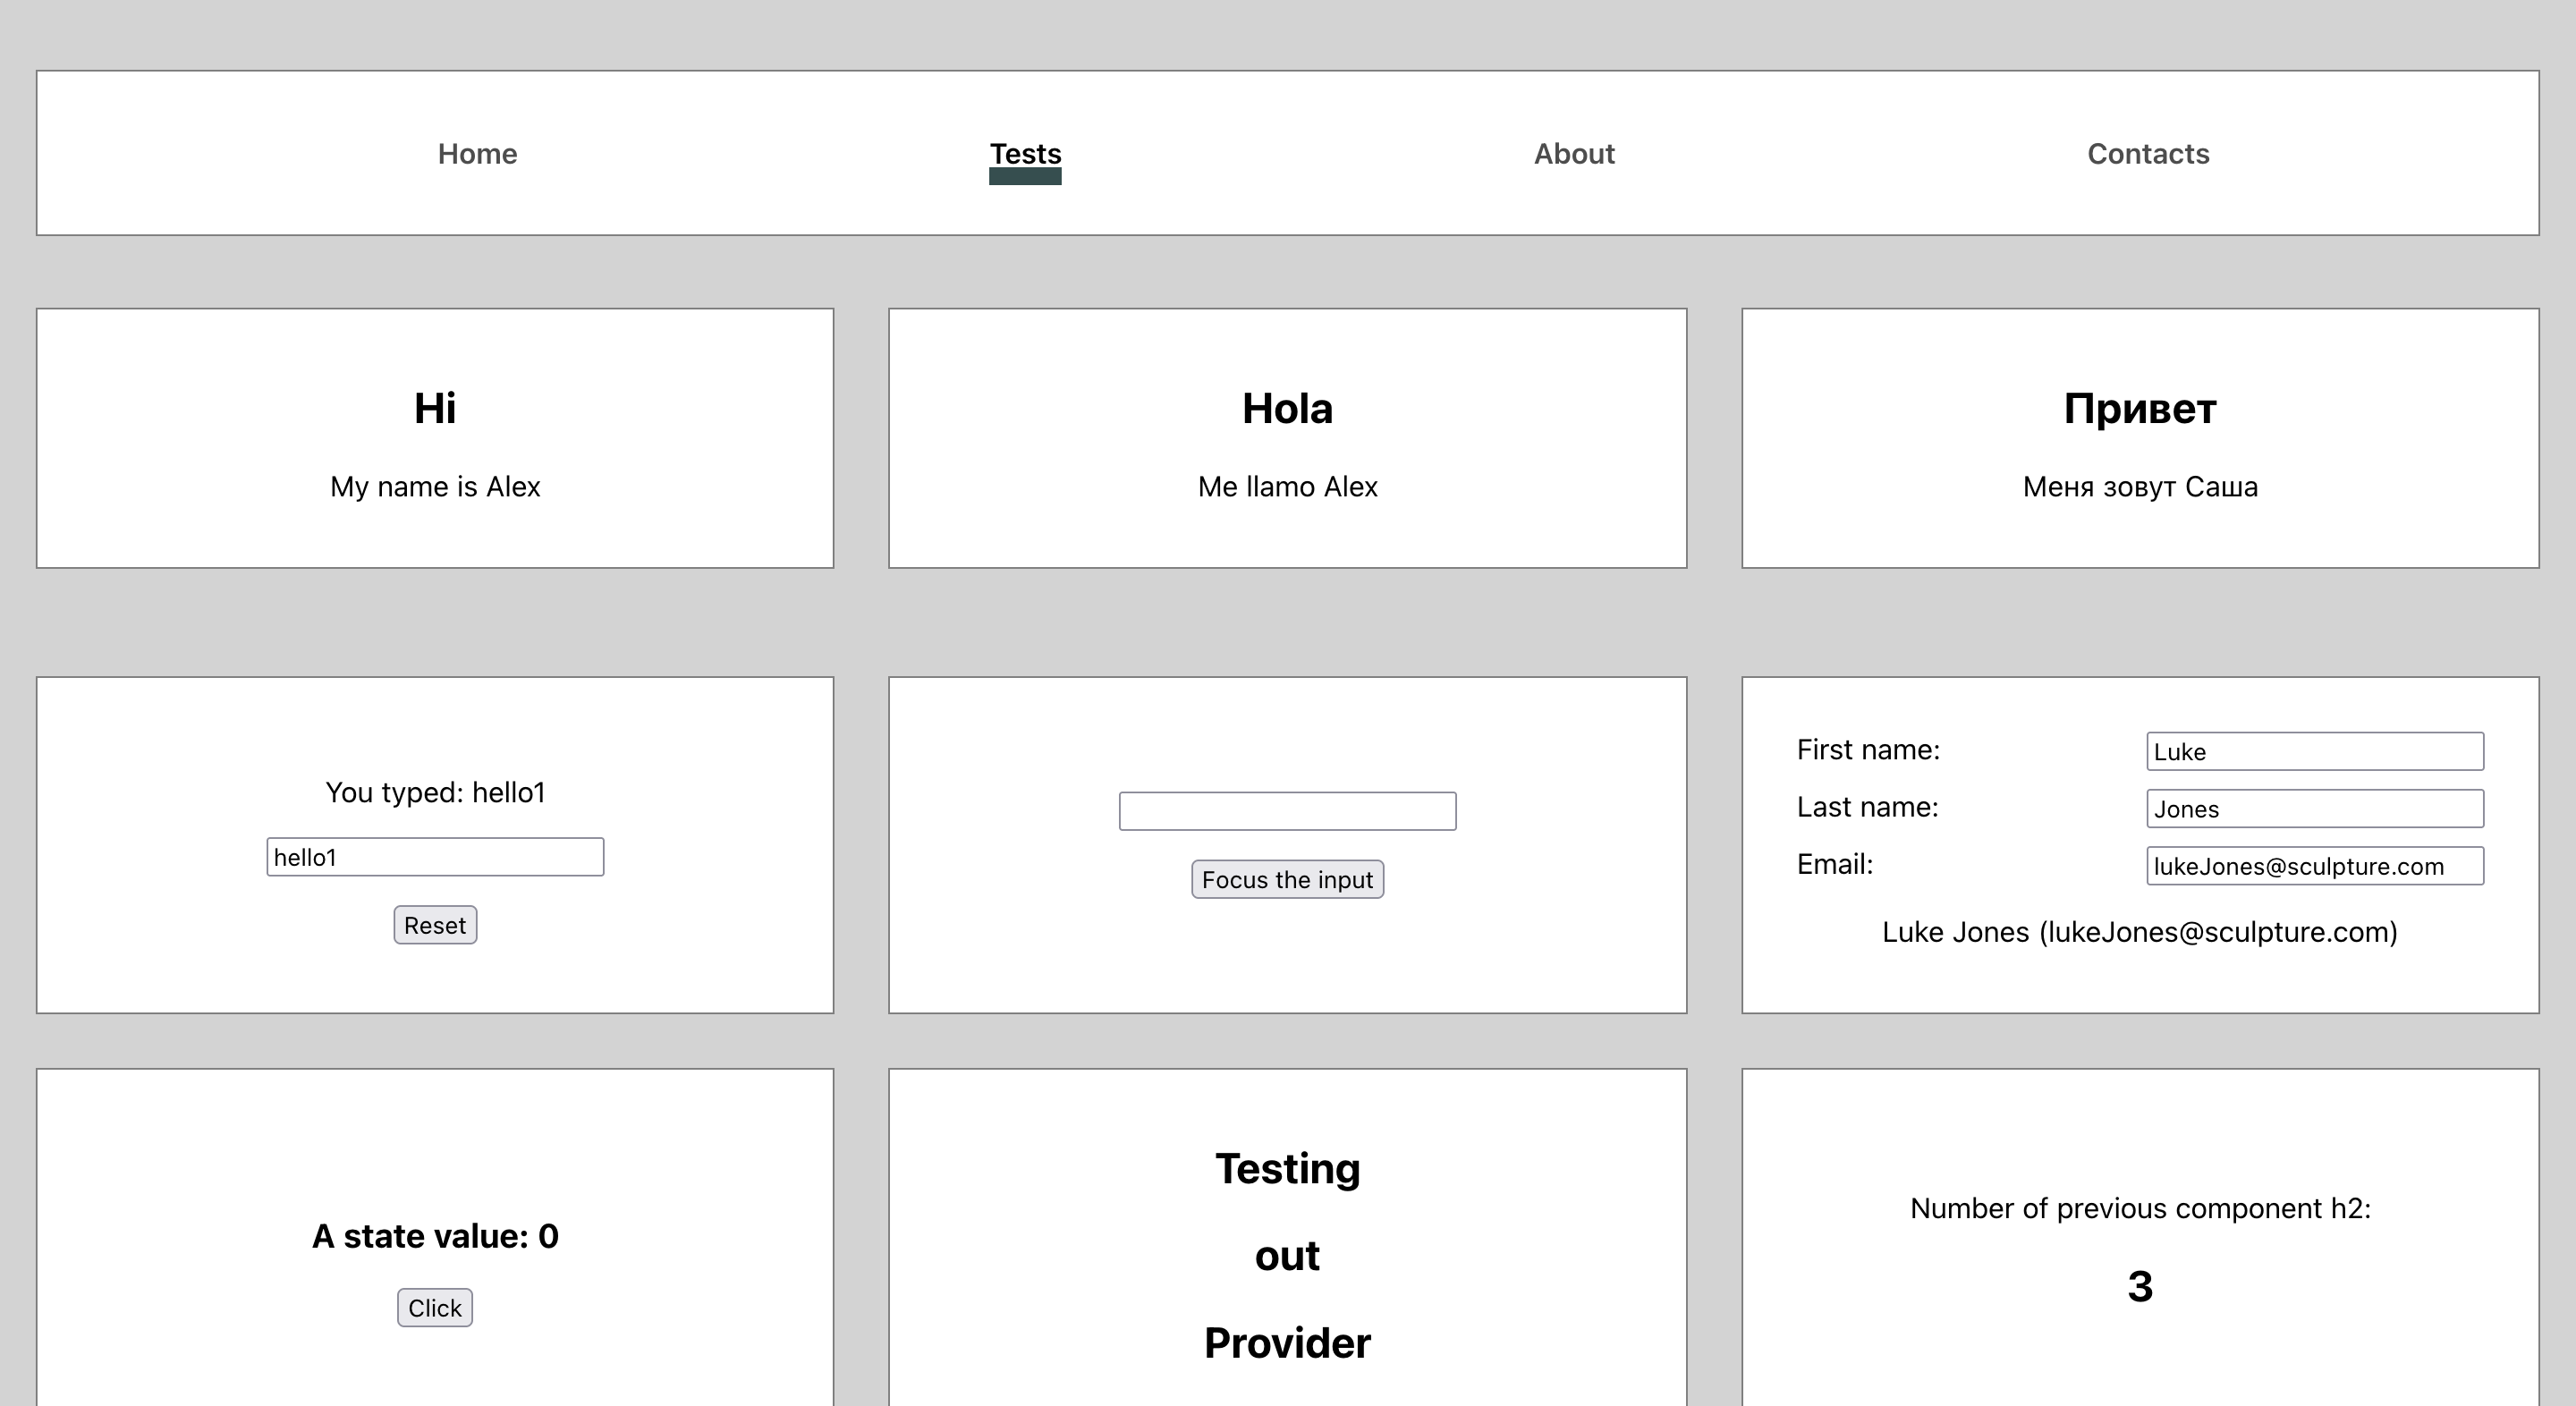 Home
Tests
About
Contacts
Hi
My name is Alex
Hola
Me llamo Alex
Привет
Меня зовут Саша
You typed: hello1
hello1
Reset
Focus the input
First name:
Luke
Last name:
Jones
Email:
lukeJones@sculpture.com
Luke Jones (lukeJones@sculpture.com)
A state value: 0
Click
Testing
out
Provider
Number of previous component h2:
3